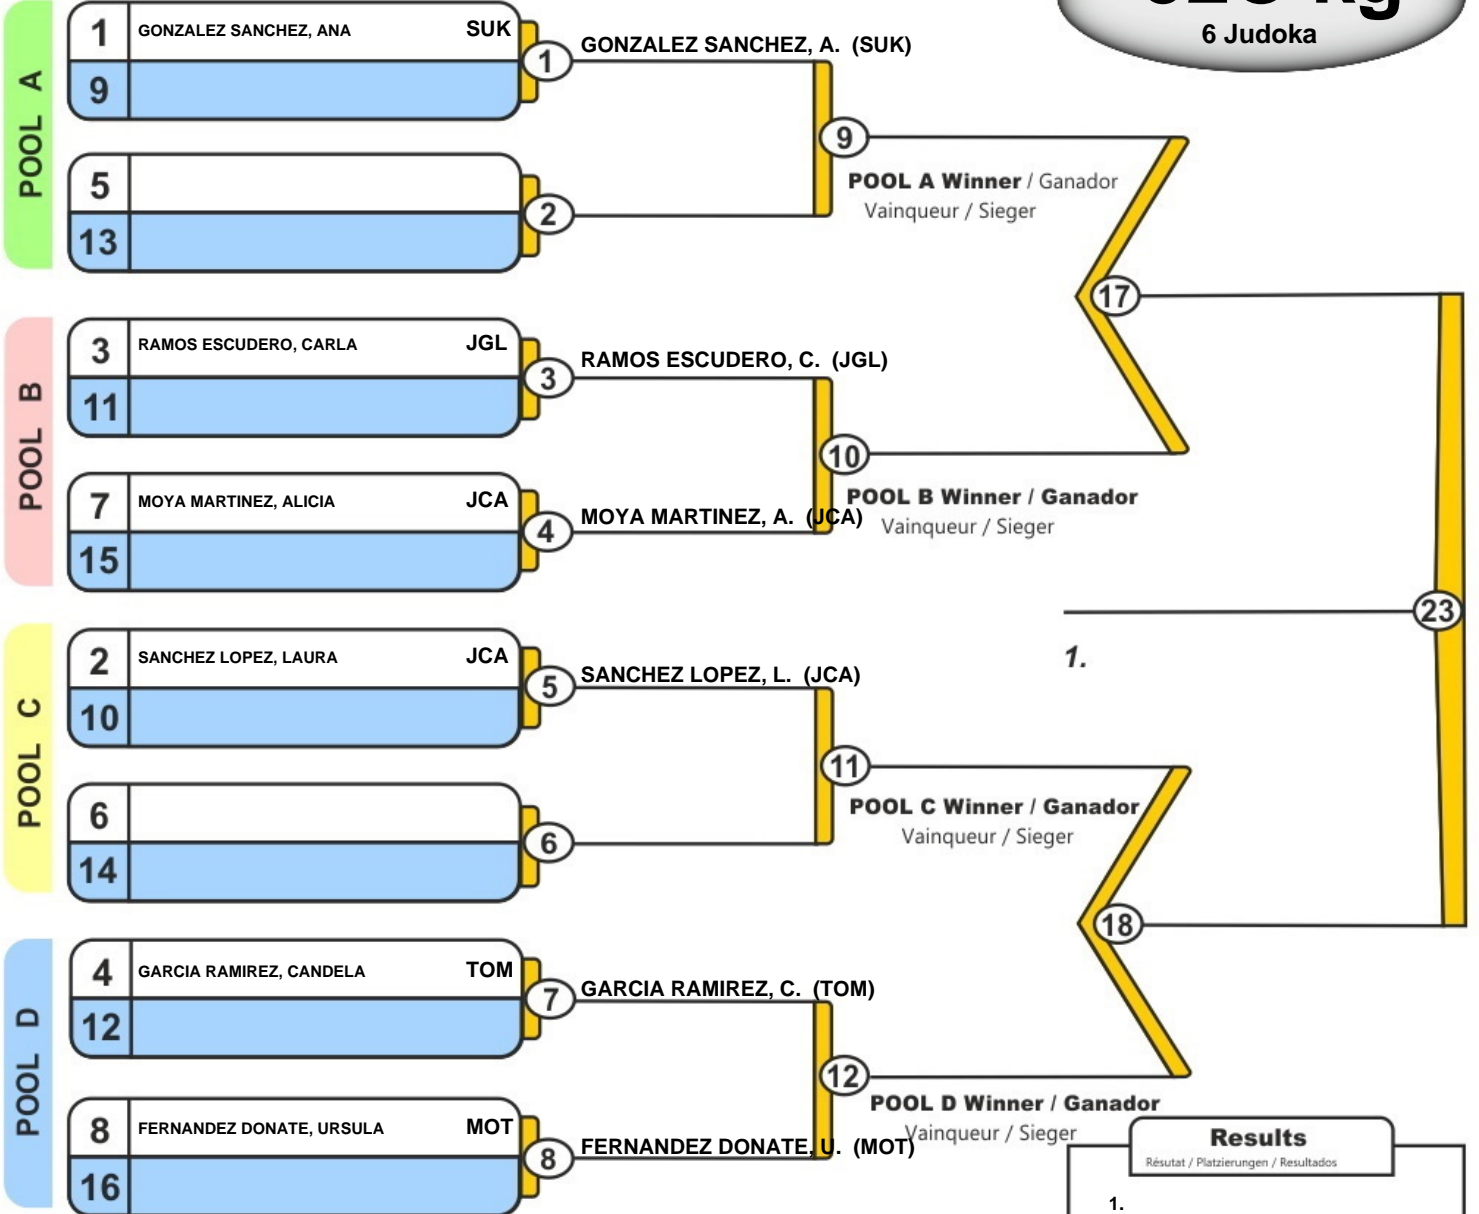 6 Judoka
POOL A
1 GONZALEZ SANCHEZ, ANA SUK
9
1
GONZALEZ SANCHEZ, A. (SUK)
5
13
2
9
POOL A Winner / Ganador
Vainqueur / Sieger
POOL B
3 RAMOS ESCUDERO, CARLA JGL
11
3
RAMOS ESCUDERO, C. (JGL)
7 MOYA MARTINEZ, ALICIA JCA
15
4
MOYA MARTINEZ, A. (JCA)
10
POOL B Winner / Ganador
Vainqueur / Sieger
17
POOL C
2 SANCHEZ LOPEZ, LAURA JCA
10
5
SANCHEZ LOPEZ, L. (JCA)
6
14
6
11
POOL C Winner / Ganador
Vainqueur / Sieger
POOL D
4 GARCIA RAMIREZ, CANDELA TOM
12
7
GARCIA RAMIREZ, C. (TOM)
8 FERNANDEZ DONATE, URSULA MOT
16
8
FERNANDEZ DONATE, U. (MOT)
12
POOL D Winner / Ganador
Vainqueur / Sieger
18
23
1.
Results
Résutat / Platzierungen / Resultados
1.